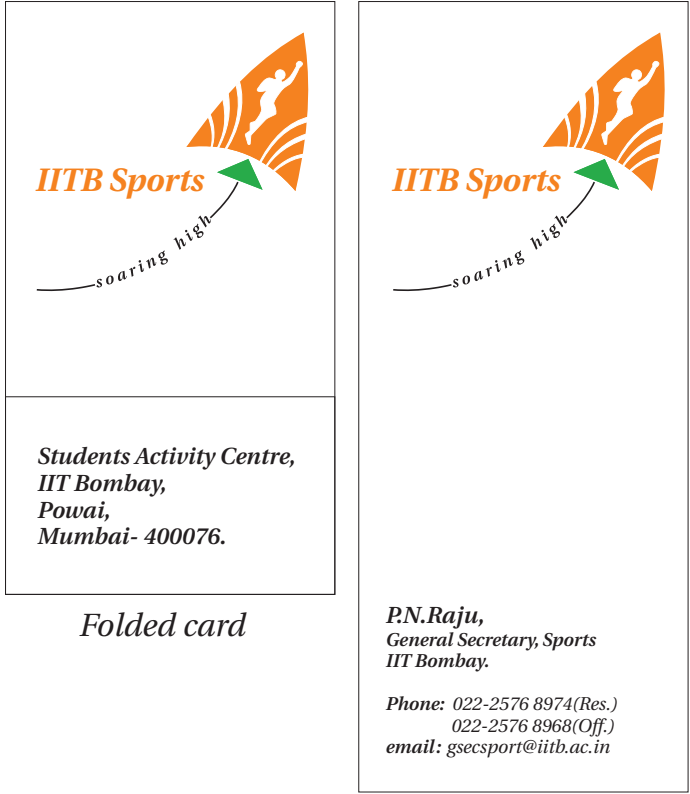 IITB Sports
soaring high
Students Activity Centre,
IIT Bombay,
Powai,
Mumbai- 400076.
Folded card
IITB Sports
soaring high
P.N.Raju,
General Secretary, Sports
IIT Bombay.
Phone: 022-2576 8974(Res.)
022-2576 8968(Off.)
email: gsecsport@iitb.ac.in